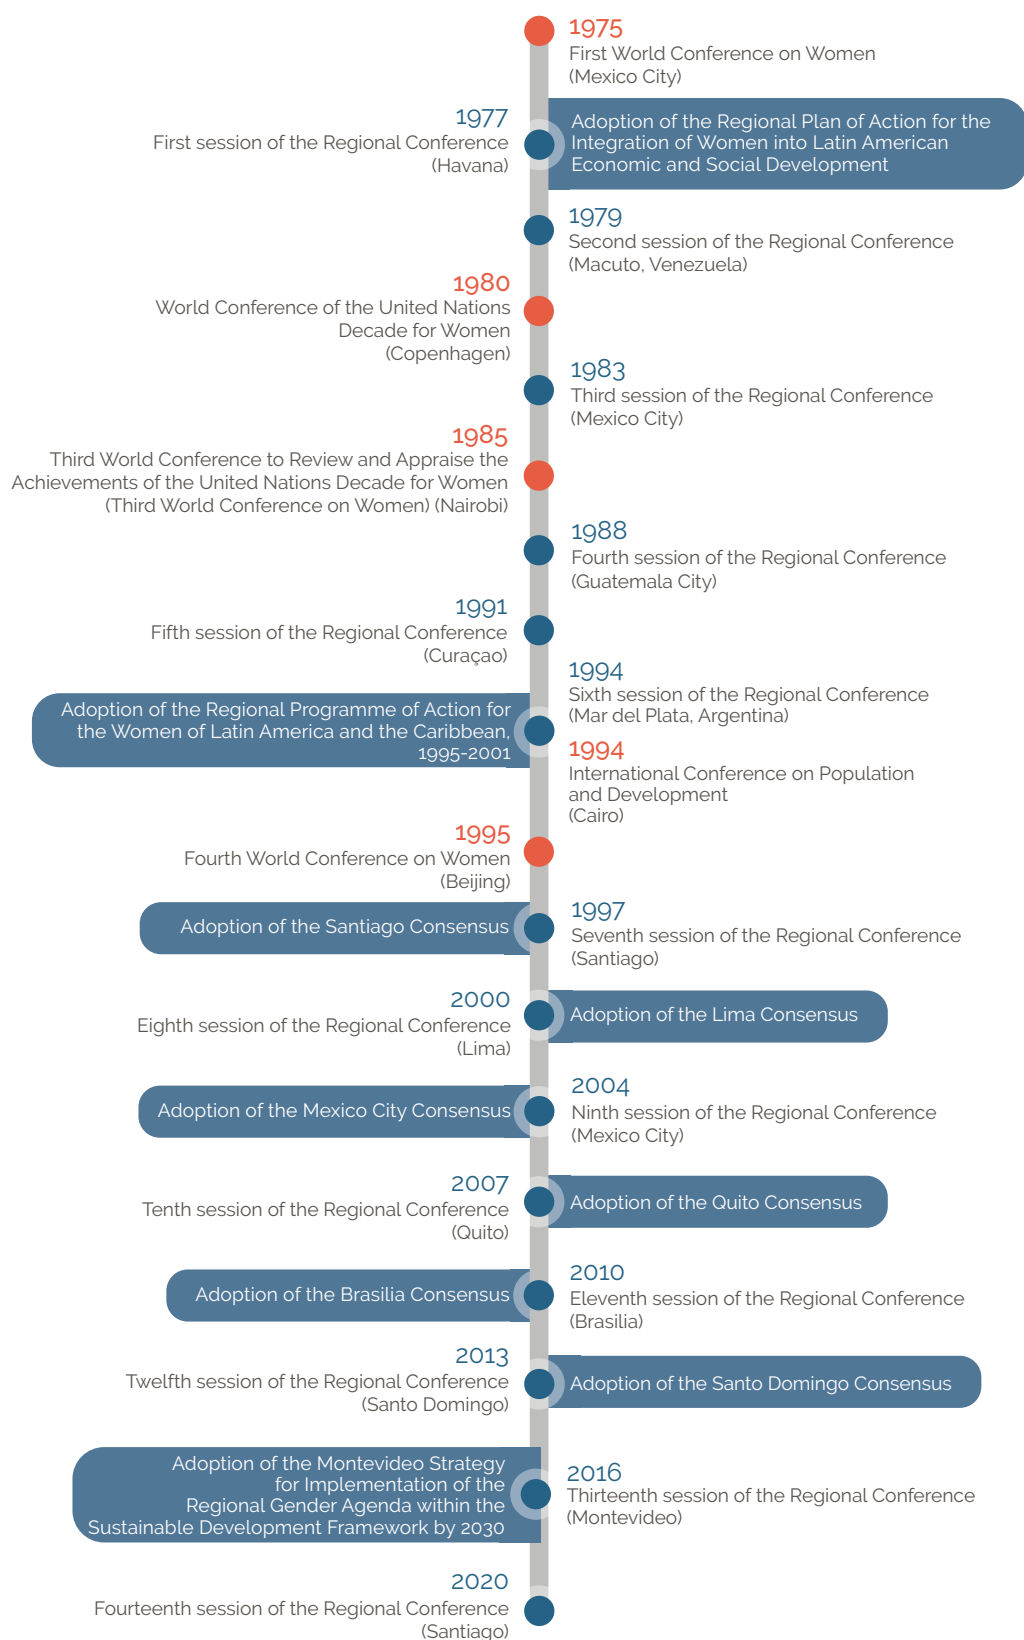 1975
First World Conference on Women
(Mexico City)
1977
First session of the Regional Conference
(Havana)
Adoption of the Regional Plan of Action for the
Integration of Women into Latin American
Economic and Social Development
1979
Second session of the Regional Conference
(Macuto, Venezuela)
1980
World Conference of the United Nations
Decade for Women
(Copenhagen)
1983
Third session of the Regional Conference
(Mexico City)
1985
Third World Conference to Review and Appraise the
Achievements of the United Nations Decade for Women
(Third World Conference on Women) (Nairobi)
1988
Fourth session of the Regional Conference
(Guatemala City)
1991
Fifth session of the Regional Conference
(Curaçao)
1994
Sixth session of the Regional Conference
(Mar del Plata, Argentina)
Adoption of the Regional Programme of Action for
the Women of Latin America and the Caribbean,
1995-2001
1994
International Conference on Population
and Development
(Cairo)
1995
Fourth World Conference on Women
(Beijing)
1997
Seventh session of the Regional Conference
(Santiago)
Adoption of the Santiago Consensus
2000
Eighth session of the Regional Conference
(Lima)
Adoption of the Lima Consensus
2004
Ninth session of the Regional Conference
(Mexico City)
Adoption of the Mexico City Consensus
2007
Tenth session of the Regional Conference
(Quito)
Adoption of the Quito Consensus
2010
Eleventh session of the Regional Conference
(Brasilia)
Adoption of the Brasilia Consensus
2013
Twelfth session of the Regional Conference
(Santo Domingo)
Adoption of the Santo Domingo Consensus
Adoption of the Montevideo Strategy
for Implementation of the
Regional Gender Agenda within the
Sustainable Development Framework by 2030
2016
Thirteenth session of the Regional Conference
(Montevideo)
2020
Fourteenth session of the Regional Conference
(Santiago)